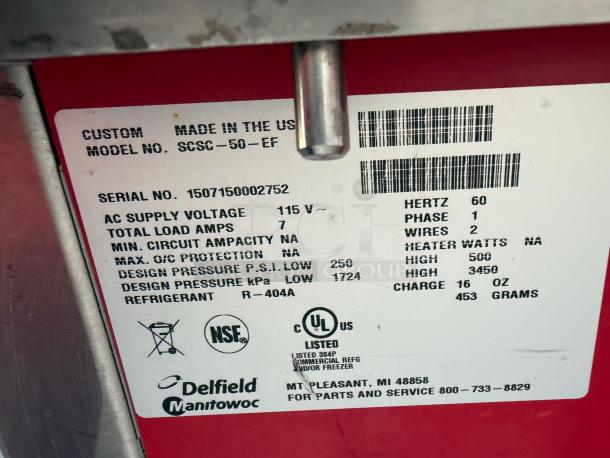 CUSTOM MADE IN THE US
MODEL NO. SCSC-50-EF
SERIAL NO. 1507150002752
AC SUPPLY VOLTAGE 115 V~ HERTZ 60
TOTAL LOAD AMPS 7 PHASE 1
MIN. CIRCUIT AMPACITY NA WIRES 2
MAX. O/C PROTECTION NA HEATER WATTS NA
DESIGN PRESSURE P.S.I. LOW 250 HIGH 500
DESIGN PRESSURE kPa LOW 1724 HIGH 3450
REFRIGERANT R-404A CHARGE 16 OZ
453 GRAMS
NSF.
C UL US
LISTED
LISTED 384P
COMMERCIAL REFG
AND/OR FREEZER
Delfield
Manitowoc
MT PLEASANT, MI 48858
FOR PARTS AND SERVICE 800-733-8829